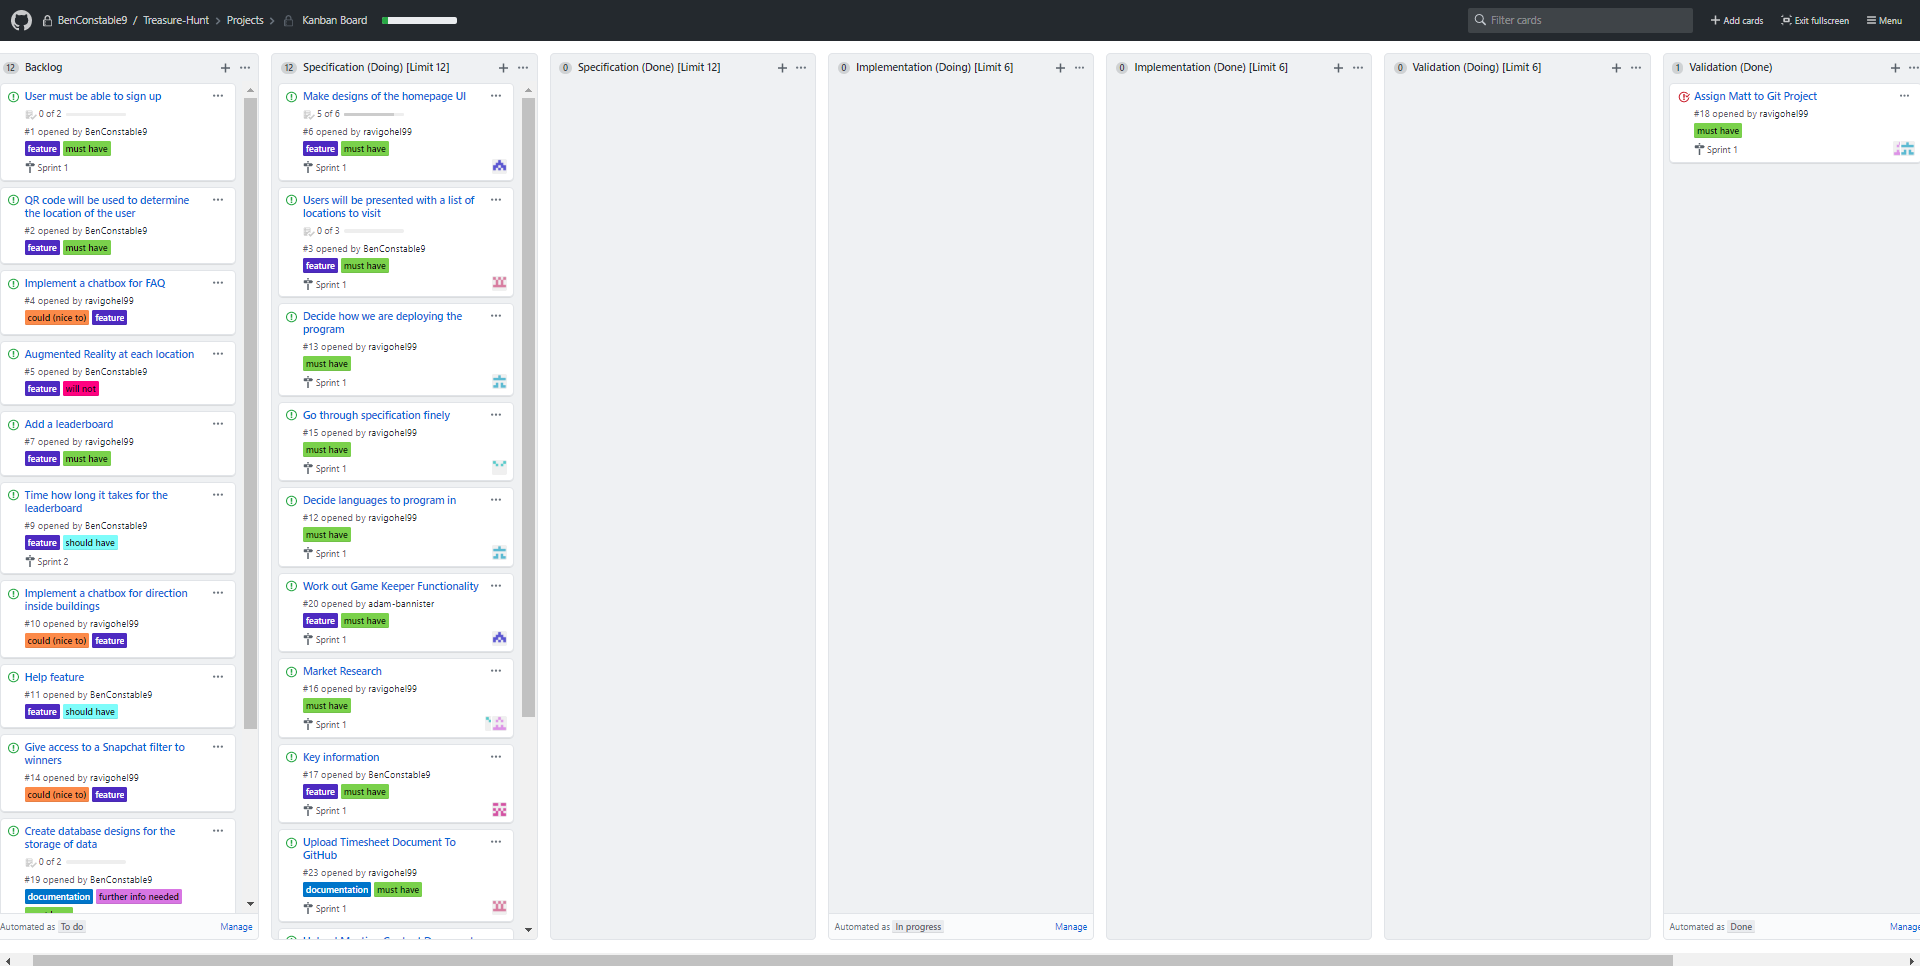 BenConstable9 / Treasure-Hunt Projects Kanban Board
Filter cards
Add cards
Exit fullscreen
Menu
12 Backlog
User must be able to sign up
0 of 2
#1 opened by BenConstable9
feature must have
Sprint 1
QR code will be used to determine
the location of the user
#2 opened by BenConstable9
feature must have
Implement a chatbox for FAQ
#4 opened by ravigohel99
could (nice to) feature
Augmented Reality at each location
#5 opened by BenConstable9
feature will not
Add a leaderboard
#7 opened by ravigohel99
feature must have
Time how long it takes for the
leaderboard
#9 opened by BenConstable9
feature should have
Sprint 2
Implement a chatbox for direction
inside buildings
#10 opened by ravigohel99
could (nice to) feature
Help feature
#11 opened by BenConstable9
feature should have
Give access to a Snapchat filter to
winners
#14 opened by ravigohel99
could (nice to) feature
Create database designs for the
storage of data
0 of 2
#19 opened by BenConstable9
documentation further info needed
Automated as To do Manage
12 Specification (Doing) [Limit 12]
Make designs of the homepage UI
5 of 6
#6 opened by ravigohel99
feature must have
Sprint 1
Users will be presented with a list of
locations to visit
0 of 3
#3 opened by BenConstable9
feature must have
Sprint 1
Decide how we are deploying the
program
#13 opened by ravigohel99
must have
Sprint 1
Go through specification finely
#15 opened by ravigohel99
must have
Sprint 1
Decide languages to program in
#12 opened by ravigohel99
must have
Sprint 1
Work out Game Keeper Functionality
#20 opened by adam-bannister
feature must have
Sprint 1
Market Research
#16 opened by ravigohel99
must have
Sprint 1
Key information
#17 opened by BenConstable9
feature must have
Sprint 1
Upload Timesheet Document To
GitHub
#23 opened by ravigohel99
documentation must have
Sprint 1
0 Specification (Done) [Limit 12]
0 Implementation (Doing) [Limit 6]
Automated as In progress Manage
0 Implementation (Done) [Limit 6]
0 Validation (Doing) [Limit 6]
1 Validation (Done)
Assign Matt to Git Project
#18 opened by ravigohel99
must have
Sprint 1
Automated as Done Manage